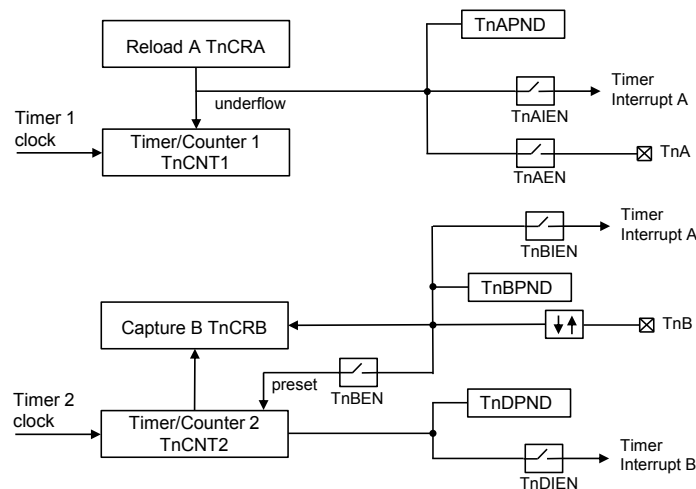 Reload A TnCRA
TnAPND
underflow
Timer
Interrupt A
TnAIEN
Timer 1
clock
Timer/Counter 1
TnCNT1
TnA
TnAEN
Timer
Interrupt A
TnBIEN
TnBPND
Capture B TnCRB
TnB
preset
TnBEN
TnDPND
Timer 2
clock
Timer/Counter 2
TnCNT2
Timer
Interrupt B
TnDIEN